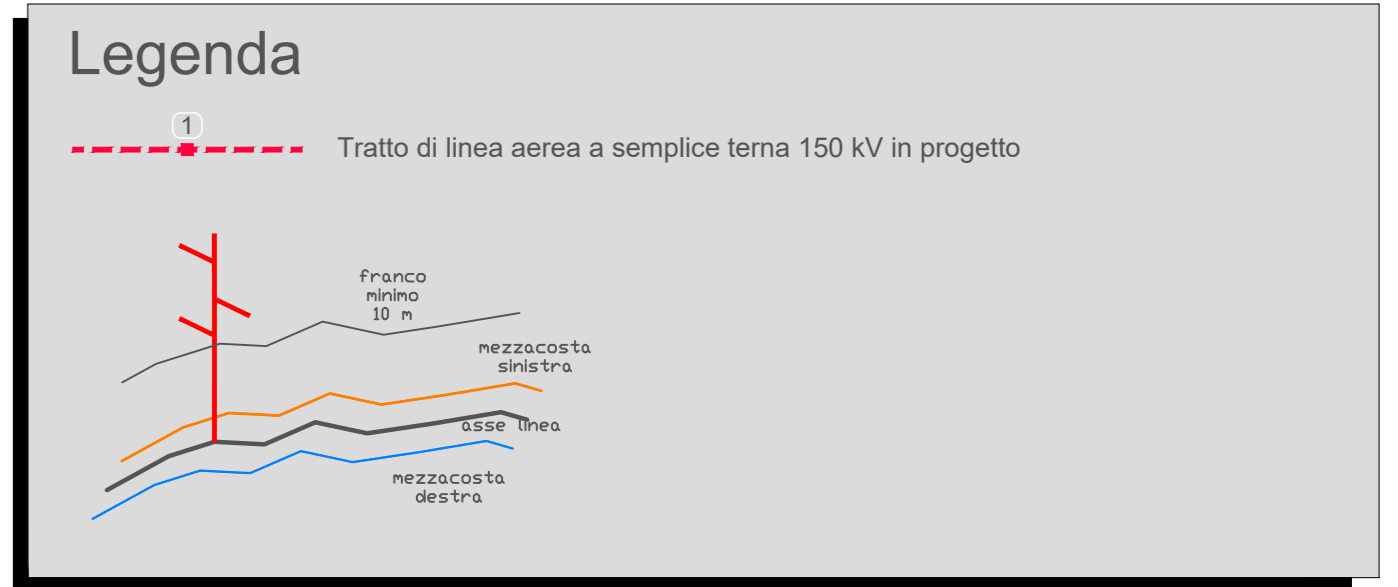 Legenda
1
Tratto di linea aerea a semplice terna 150 kV in progetto
franco
minimo
10 m
mezzacosta
sinistra
asse linea
mezzacosta
destra